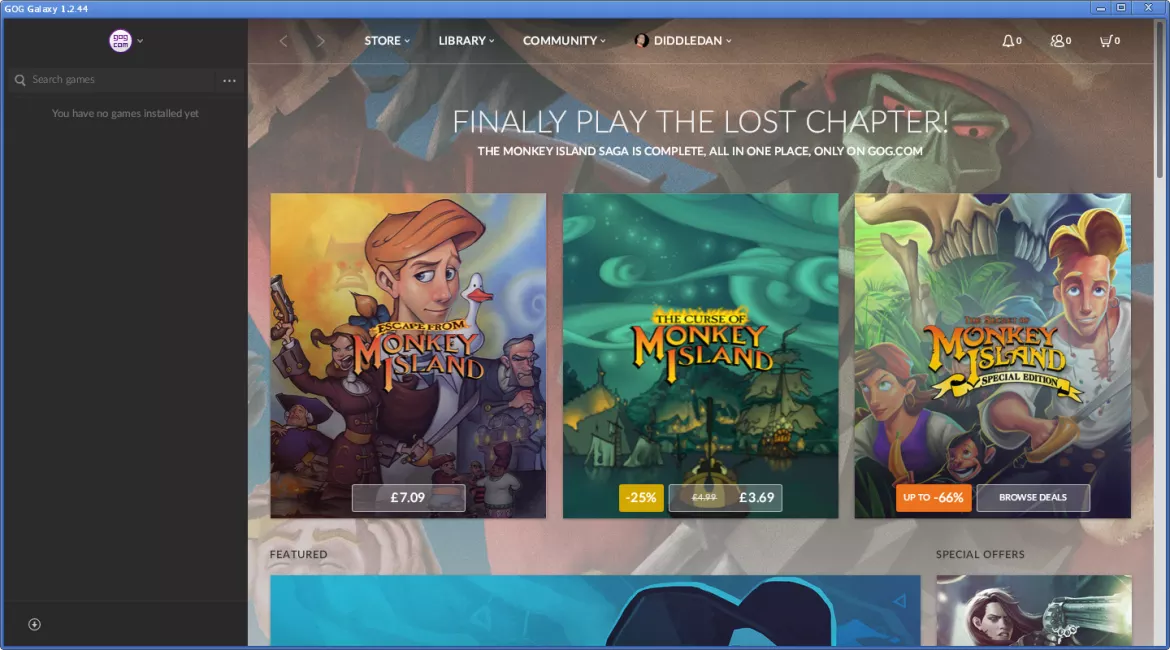 GOG Galaxy 1.2.44
gog
com
STORE LIBRARY COMMUNITY DIDDLEDAN 0 0 0
Search games
You have no games installed yet
FINALLY PLAY THE LOST CHAPTER!
THE MONKEY ISLAND SAGA IS COMPLETE, ALL IN ONE PLACE, ONLY ON GOG.COM
ESCAPE FROM
MONKEY
ISLAND
£7.09
THE CURSE OF
MONKEY
ISLAND
-25% £4.99 £3.69
THE SECRET OF
MONKEY
ISLAND
SPECIAL EDITION
UP TO -66% BROWSE DEALS
FEATURED
SPECIAL OFFERS